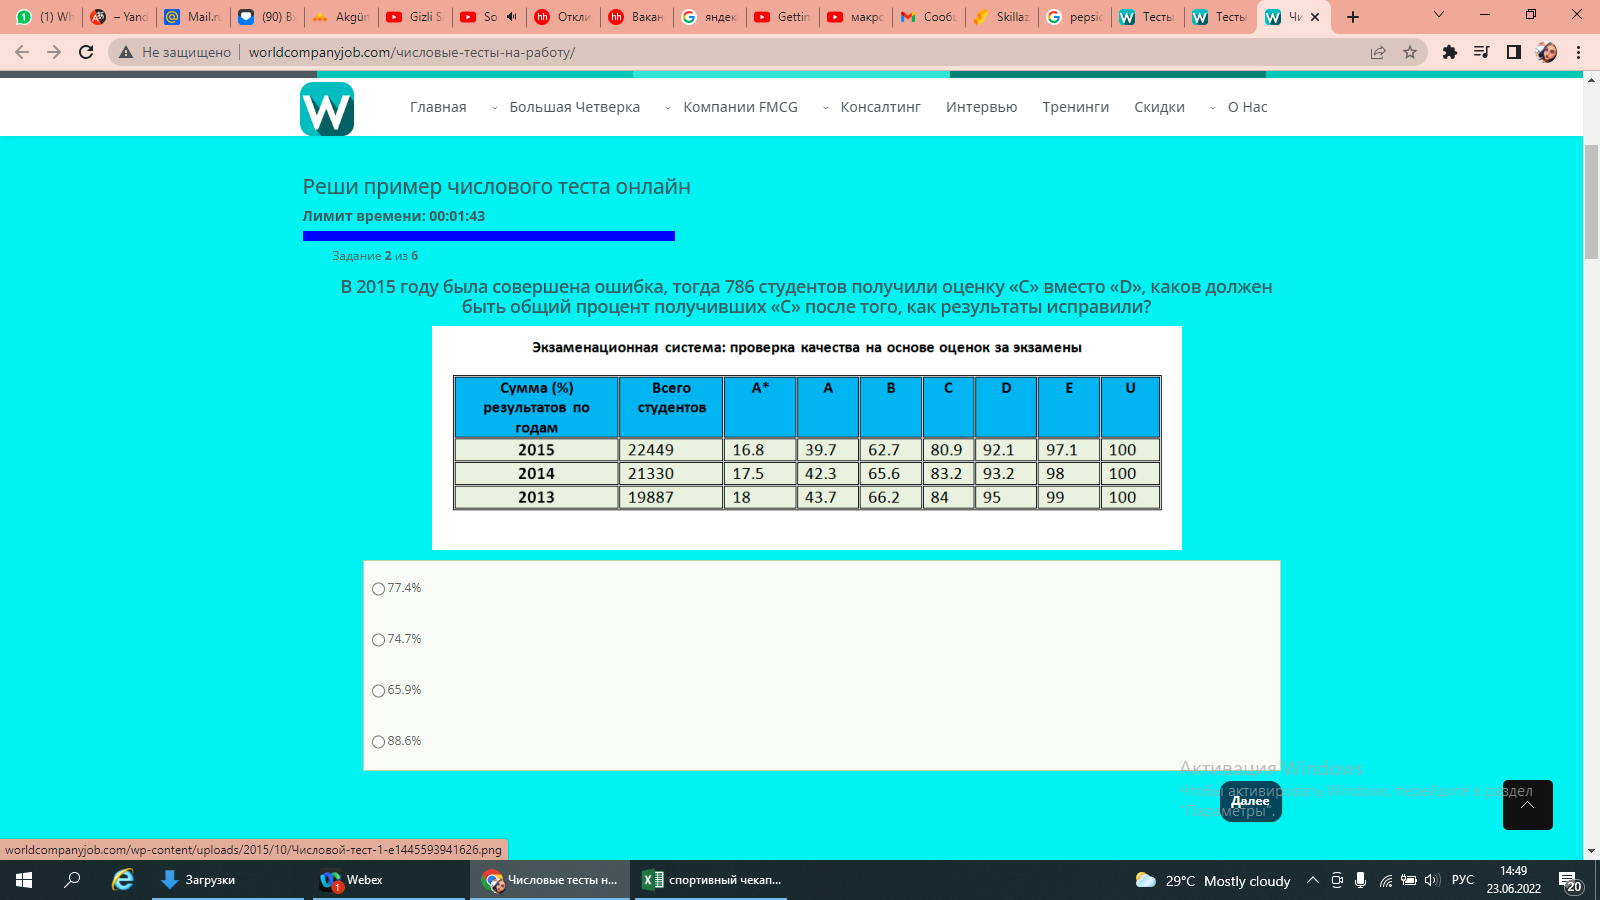 (1) Wh
– Yand
Mail.ru
(90) В
Akgün
Gizli S
So
Откли
Вакан
яндек
Gettin
макро
Сообщ
Skillaz
pepsic
Тесты
Тесты
Чи
Не защищено
worldcompanyjob.com/числовые-тесты-на-работу/
Главная Большая Четверка Компании FMCG Консалтинг Интервью Тренинги Скидки О Нас
Реши пример числового теста онлайн
Лимит времени: 00:01:43
Задание 2 из 6
В 2015 году была совершена ошибка, тогда 786 студентов получили оценку «С» вместо «D», каков должен
быть общий процент получивших «С» после того, как результаты исправили?
Экзаменационная система: проверка качества на основе оценок за экзамены
Сумма (%) Всего A* A B C D E U
результатов по студентов
годам
2015 22449 16.8 39.7 62.7 80.9 92.1 97.1 100
2014 21330 17.5 42.3 65.6 83.2 93.2 98 100
2013 19887 18 43.7 66.2 84 95 99 100
77.4%
74.7%
65.9%
88.6%
Активация Windows
Чтобы активировать Windows, перейдите в раздел
"Параметры".
Далее
worldcompanyjob.com/wp-content/uploads/2015/10/Числовой-тест-1-e1445593941626.png
Загрузки
Webex
1
Числовые тесты н...
спортивный чекап...
29°C Mostly cloudy
РУС
14:49
23.06.2022
20